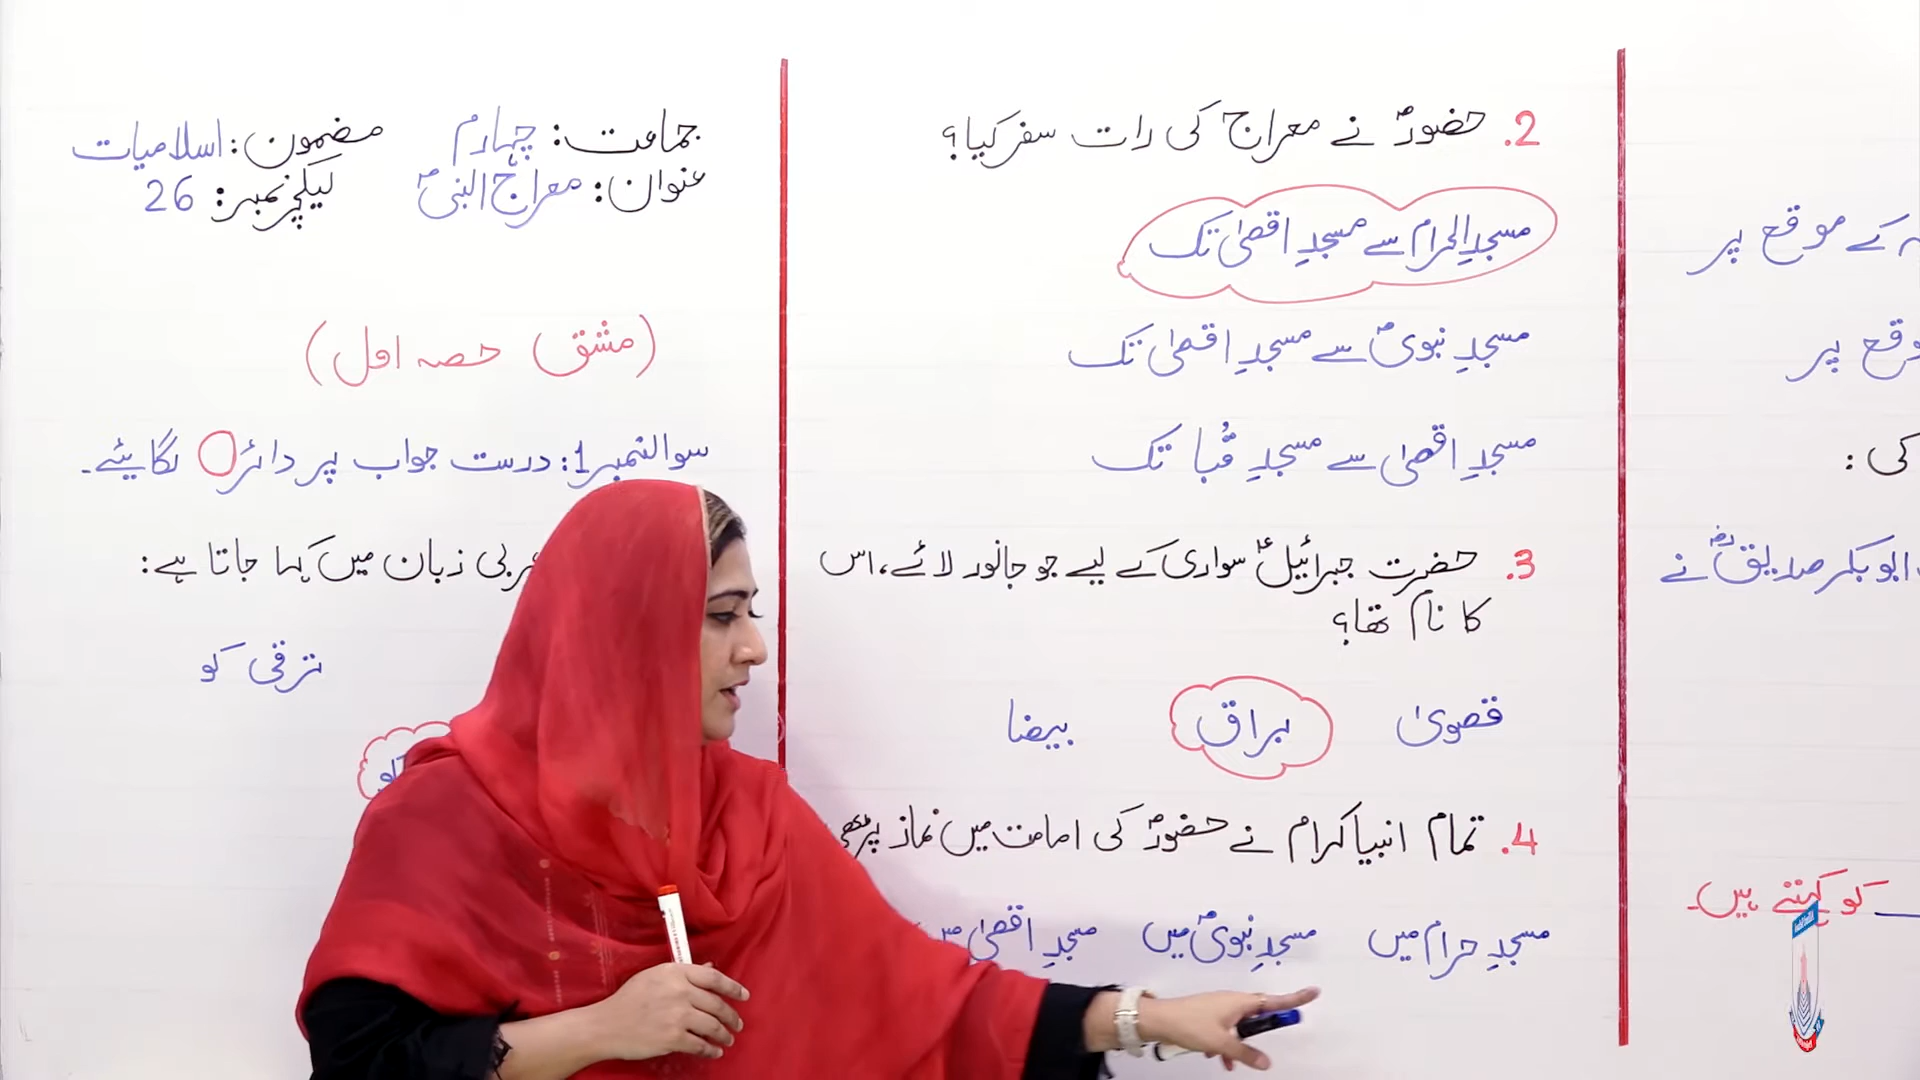 جماعت: چہارم مضمون: اسلامیات
عنوان: معراج النبیؐ لیکچر نمبر: 26
(مشق حصہ اول)
سوال نمبر 1: درست جواب پر دائرہ لگایئے۔
عربی زبان میں کہا جاتا ہے:
ترقی کو
2. حضورؐ نے معراج کی رات سفر کیا؟
مسجدِ الحرام سے مسجدِ اقصیٰ تک
مسجدِ نبویؐ سے مسجدِ اقصیٰ تک
مسجدِ اقصیٰ سے مسجدِ قُبا تک
3. حضرت جبرائیلؑ سواری کے لیے جو جانور لائے، اس
کا نام تھا؟
قصویٰ براق بیضا
4. تمام انبیا کرام نے حضورؐ کی امامت میں نماز پڑھی
مسجدِ حرام میں مسجدِ نبویؐ میں مسجدِ اقصیٰ میں
کے موقع پر
موقع پر
کی:
ابوبکر صدیقؓ نے
کو کہتے ہیں۔